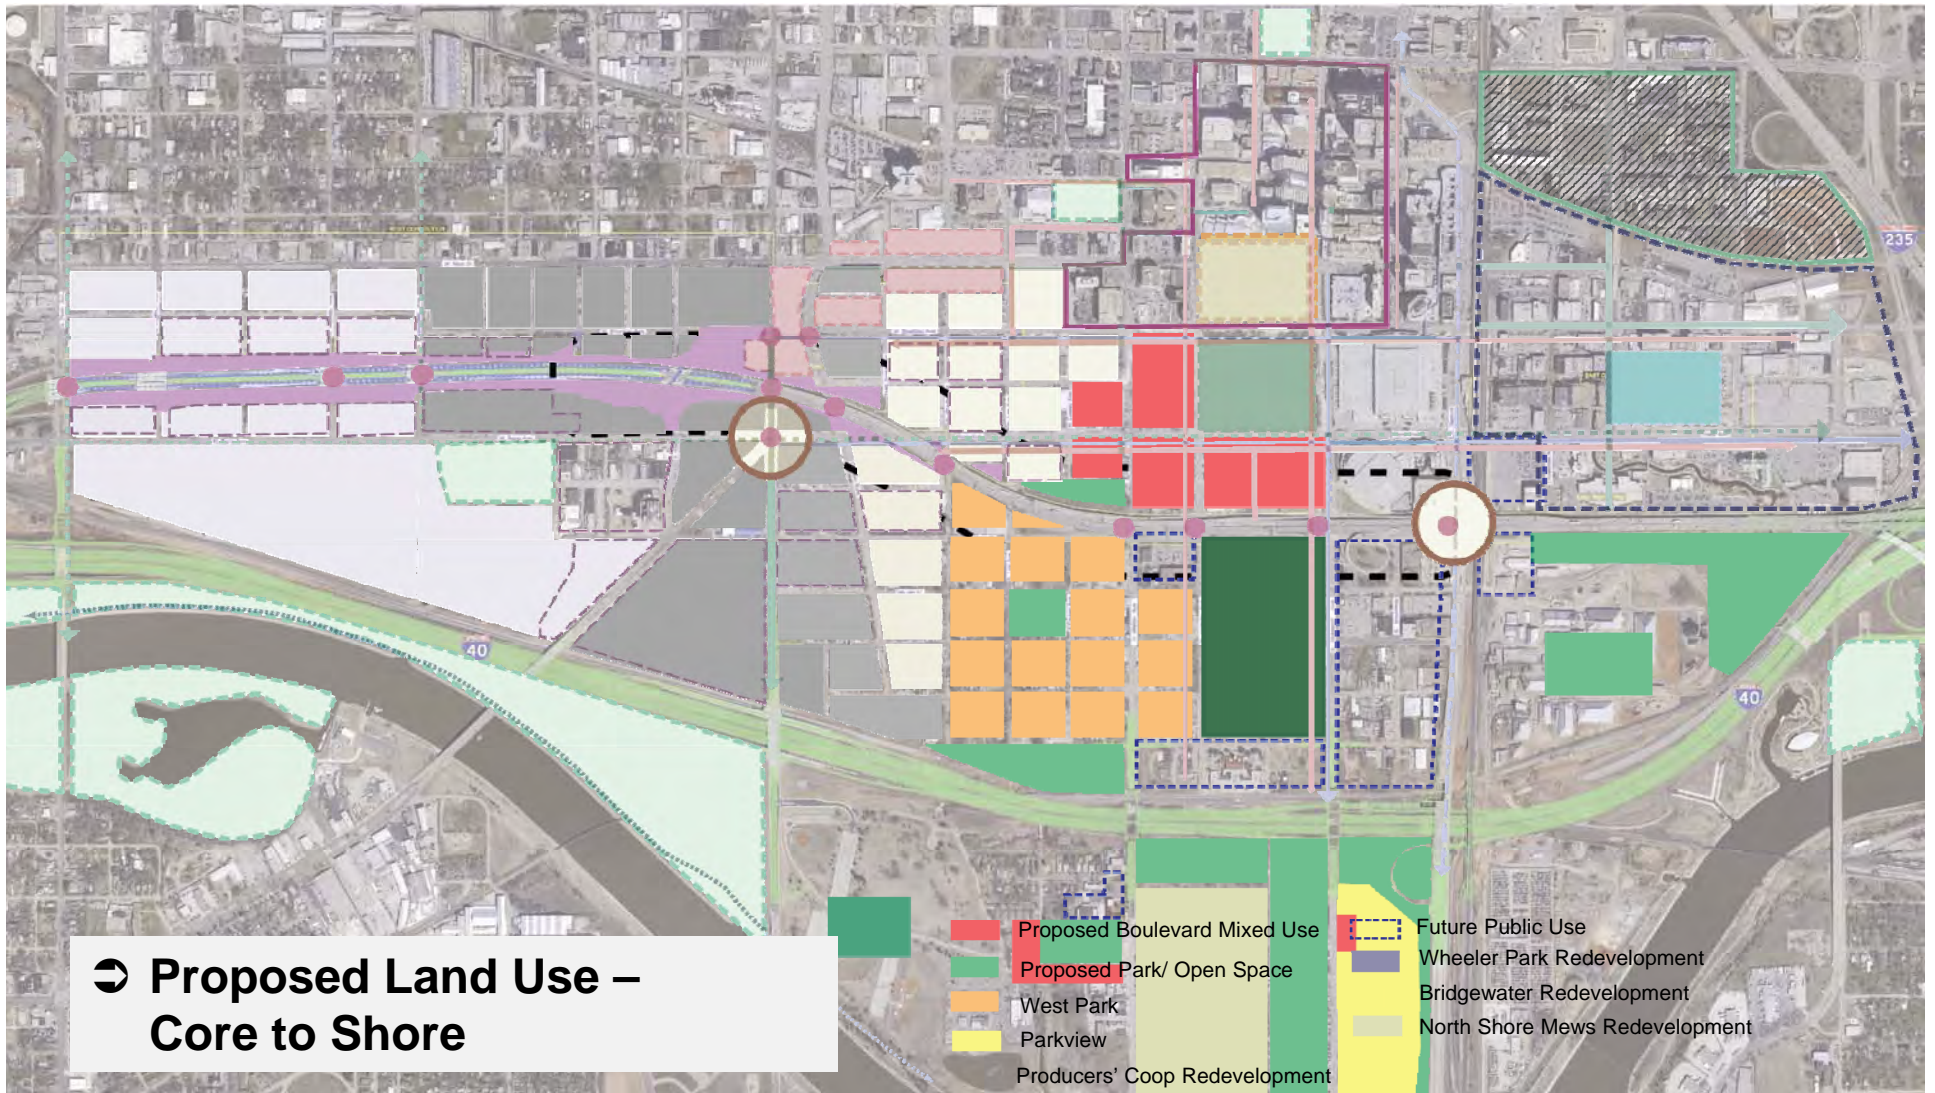 235
40
40
➲ Proposed Land Use –
Core to Shore
Proposed Boulevard Mixed Use
Proposed Park/ Open Space
West Park
Parkview
Producers' Coop Redevelopment
Future Public Use
Wheeler Park Redevelopment
Bridgewater Redevelopment
North Shore Mews Redevelopment